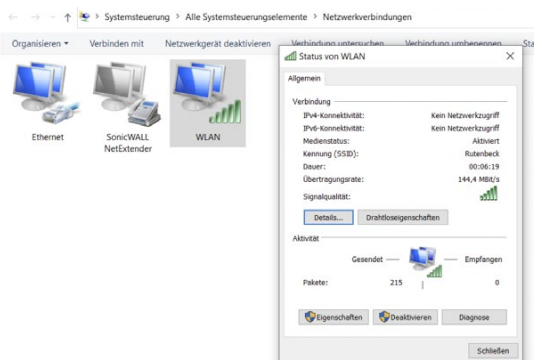 Systemsteuerung > Alle Systemsteuerungselemente > Netzwerkverbindungen
Organisieren Verbinden mit Netzwerkgerät deaktivieren Verbindung untersuchen Verbindung umbenennen Sta
Ethernet
SonicWALL
NetExtender
WLAN
Status von WLAN
Allgemein
Verbindung
IPv4-Konnektivität: Kein Netzwerkzugriff
IPv6-Konnektivität: Kein Netzwerkzugriff
Medienstatus: Aktiviert
Kennung (SSID): Rutenbeck
Dauer: 00:06:19
Übertragungsrate: 144,4 MBit/s
Signalqualität:
Details... Drahtloseigenschaften
Aktivität
Gesendet Empfangen
Pakete: 215 0
Eigenschaften Deaktivieren Diagnose
Schließen